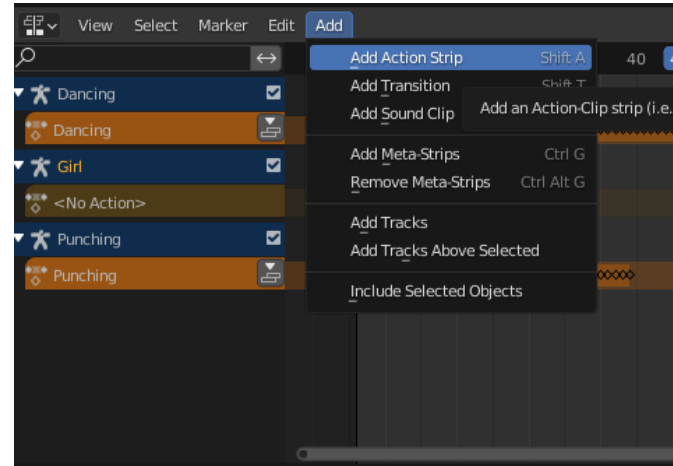 View Select Marker Edit Add
Add Action Strip Shift A
40
Dancing
Add Transition Shift T
Add Sound Clip
Add an Action-Clip strip (i.e.
Dancing
Add Meta-Strips Ctrl G
Girl
Remove Meta-Strips Ctrl Alt G
<No Action>
Add Tracks
Punching
Add Tracks Above Selected
Punching
Include Selected Objects